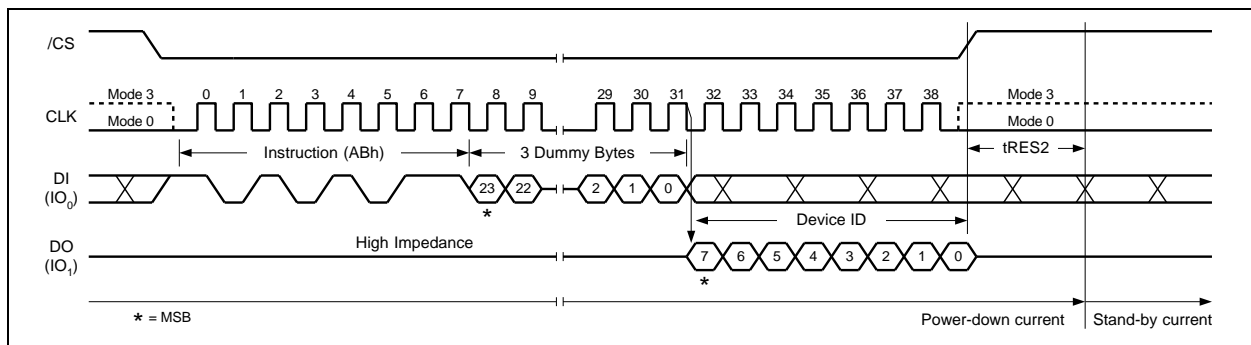 /CS
Mode 3 0 1 2 3 4 5 6 7 8 9 29 30 31 32 33 34 35 36 37 38 Mode 3
CLK
Mode 0 Mode 0
Instruction (ABh) 3 Dummy Bytes tRES2
DI
(IO0)
23 22 2 1 0
*
Device ID
High Impedance
DO
(IO1)
7 6 5 4 3 2 1 0
*
* = MSB
Power-down current Stand-by current